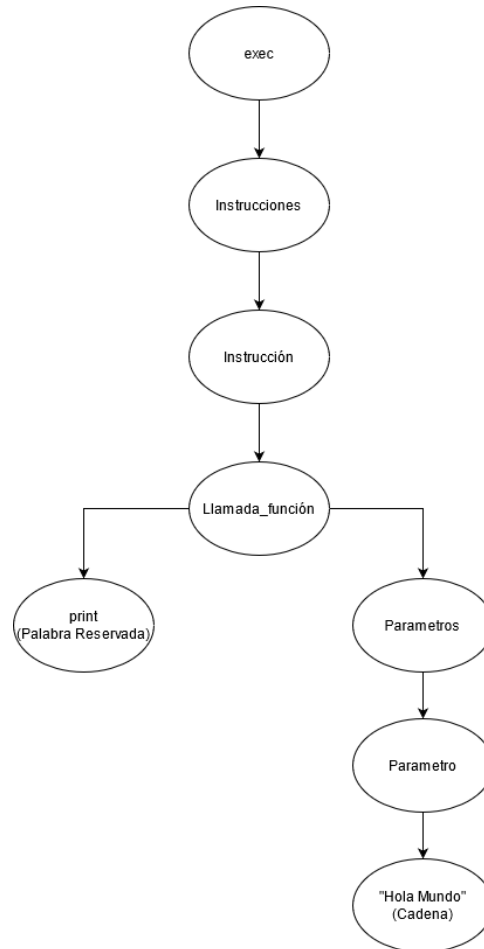 exec
Instrucciones
Instrucción
Llamada_función
print
(Palabra Reservada)
Parametros
Parametro
"Hola Mundo"
(Cadena)